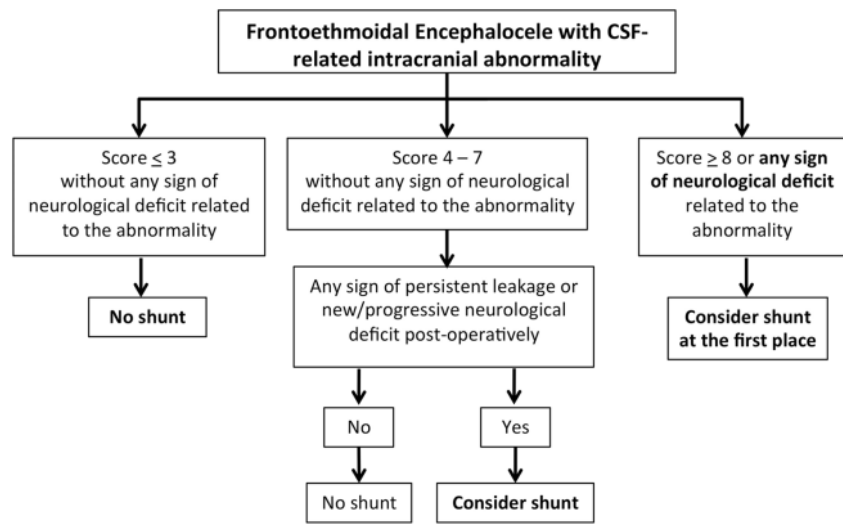 Frontoethmoidal Encephalocele with CSF-
related intracranial abnormality
Score ≤ 3
without any sign of
neurological deficit related
to the abnormality
Score 4 – 7
without any sign of neurological
deficit related to the abnormality
Score ≥ 8 or any sign
of neurological deficit
related to the
abnormality
No shunt
Any sign of persistent leakage or
new/progressive neurological
deficit post-operatively
Consider shunt
at the first place
No
Yes
No shunt
Consider shunt